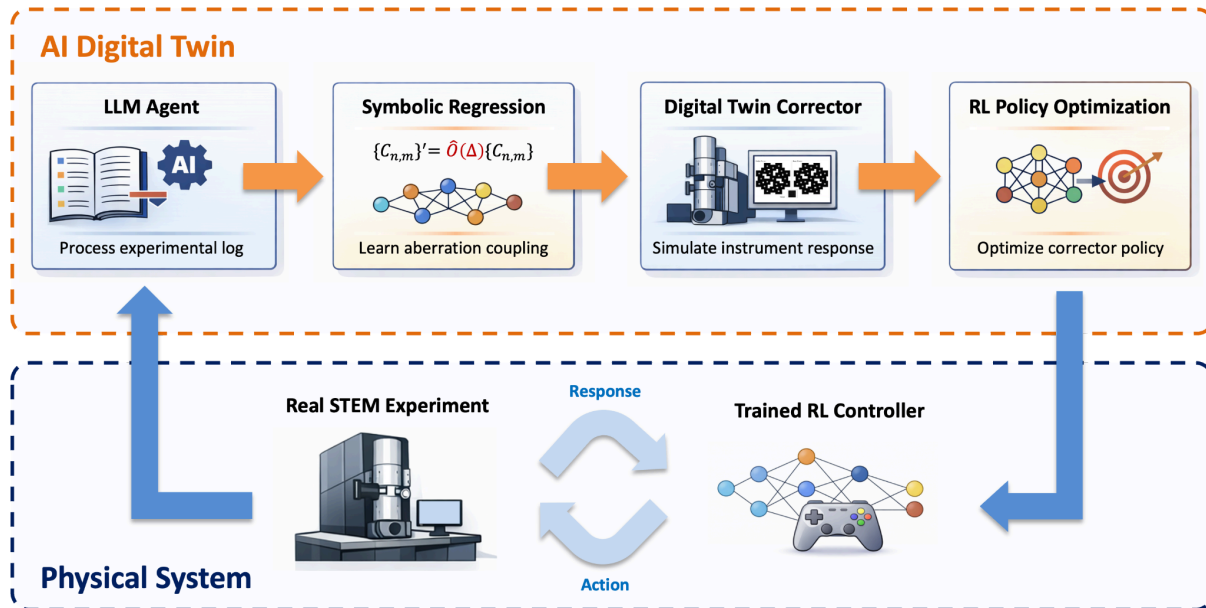 AI Digital Twin
LLM Agent
AI
Process experimental log
Symbolic Regression
{C_{n,m}}′= Ô(Δ){C_{n,m}}
Learn aberration coupling
Digital Twin Corrector
Simulate instrument response
RL Policy Optimization
Optimize corrector policy
Real STEM Experiment
Response
Trained RL Controller
Action
Physical System